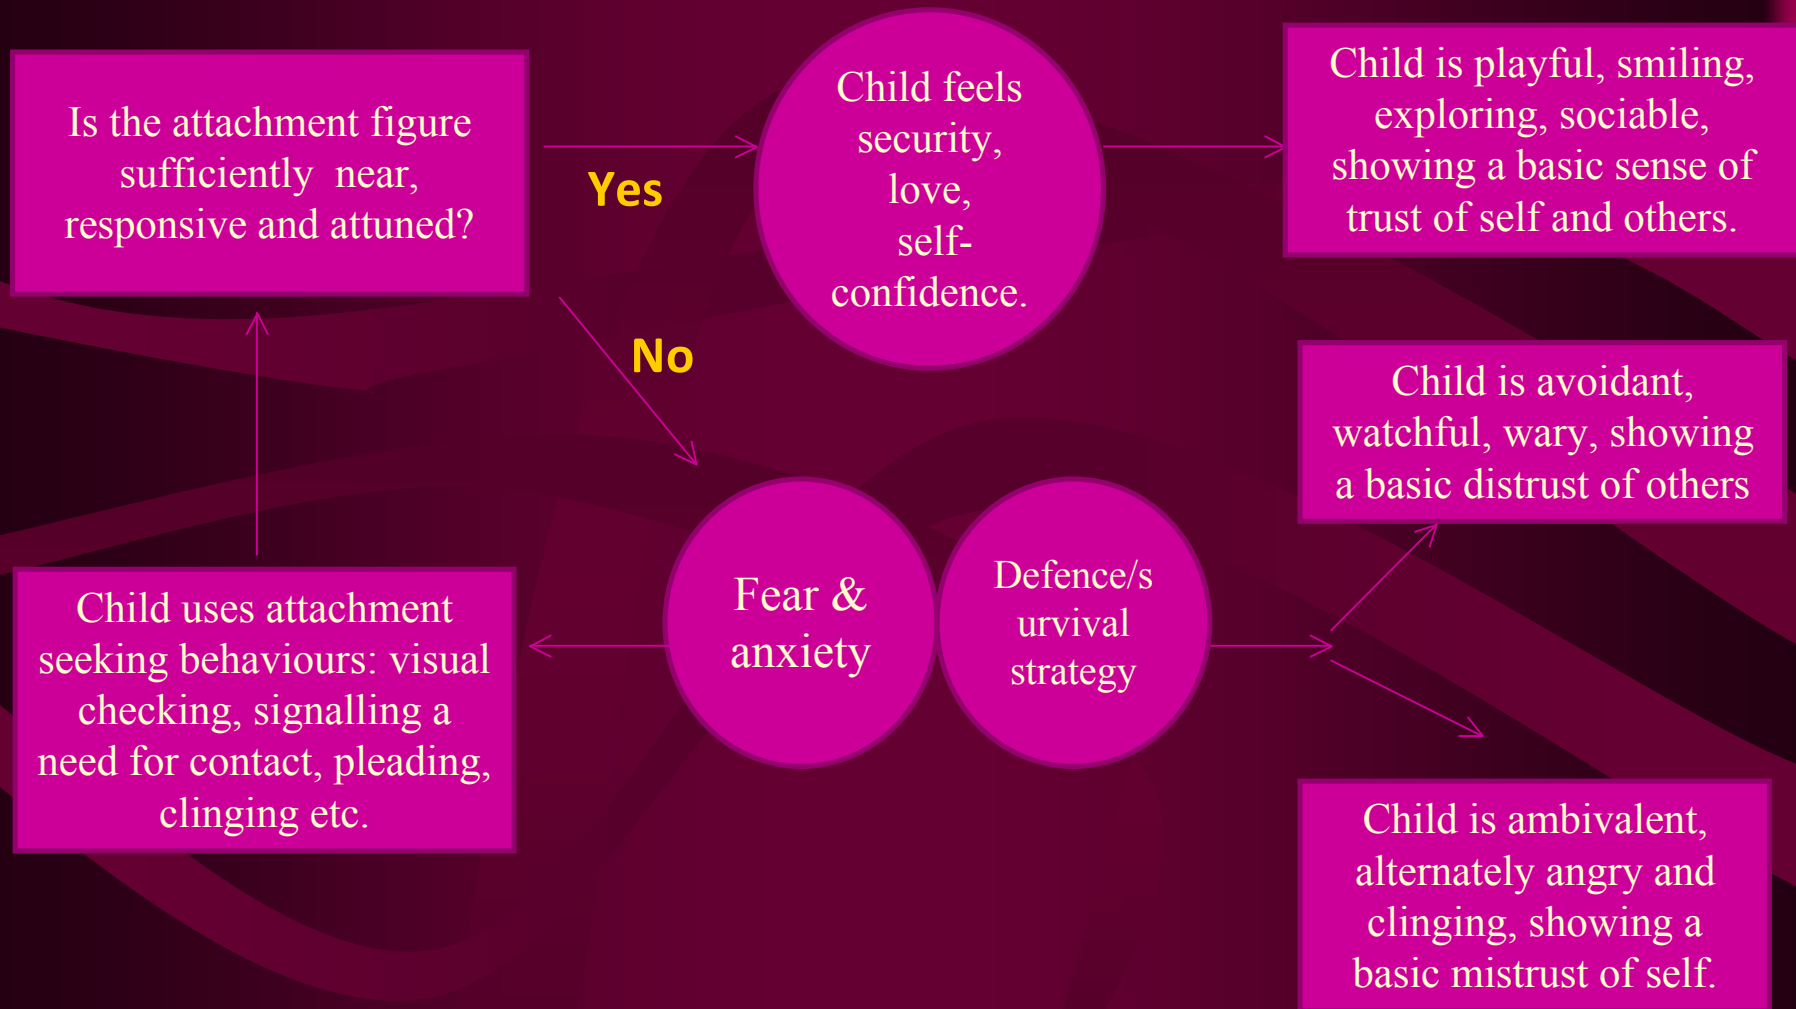 Is the attachment figure
sufficiently near,
responsive and attuned?
Yes
No
Child feels
security,
love,
self-
confidence.
Child is playful, smiling,
exploring, sociable,
showing a basic sense of
trust of self and others.
Child is avoidant,
watchful, wary, showing
a basic distrust of others
Fear &
anxiety
Defence/s
urvival
strategy
Child uses attachment
seeking behaviours: visual
checking, signalling a
need for contact, pleading,
clinging etc.
Child is ambivalent,
alternately angry and
clinging, showing a
basic mistrust of self.